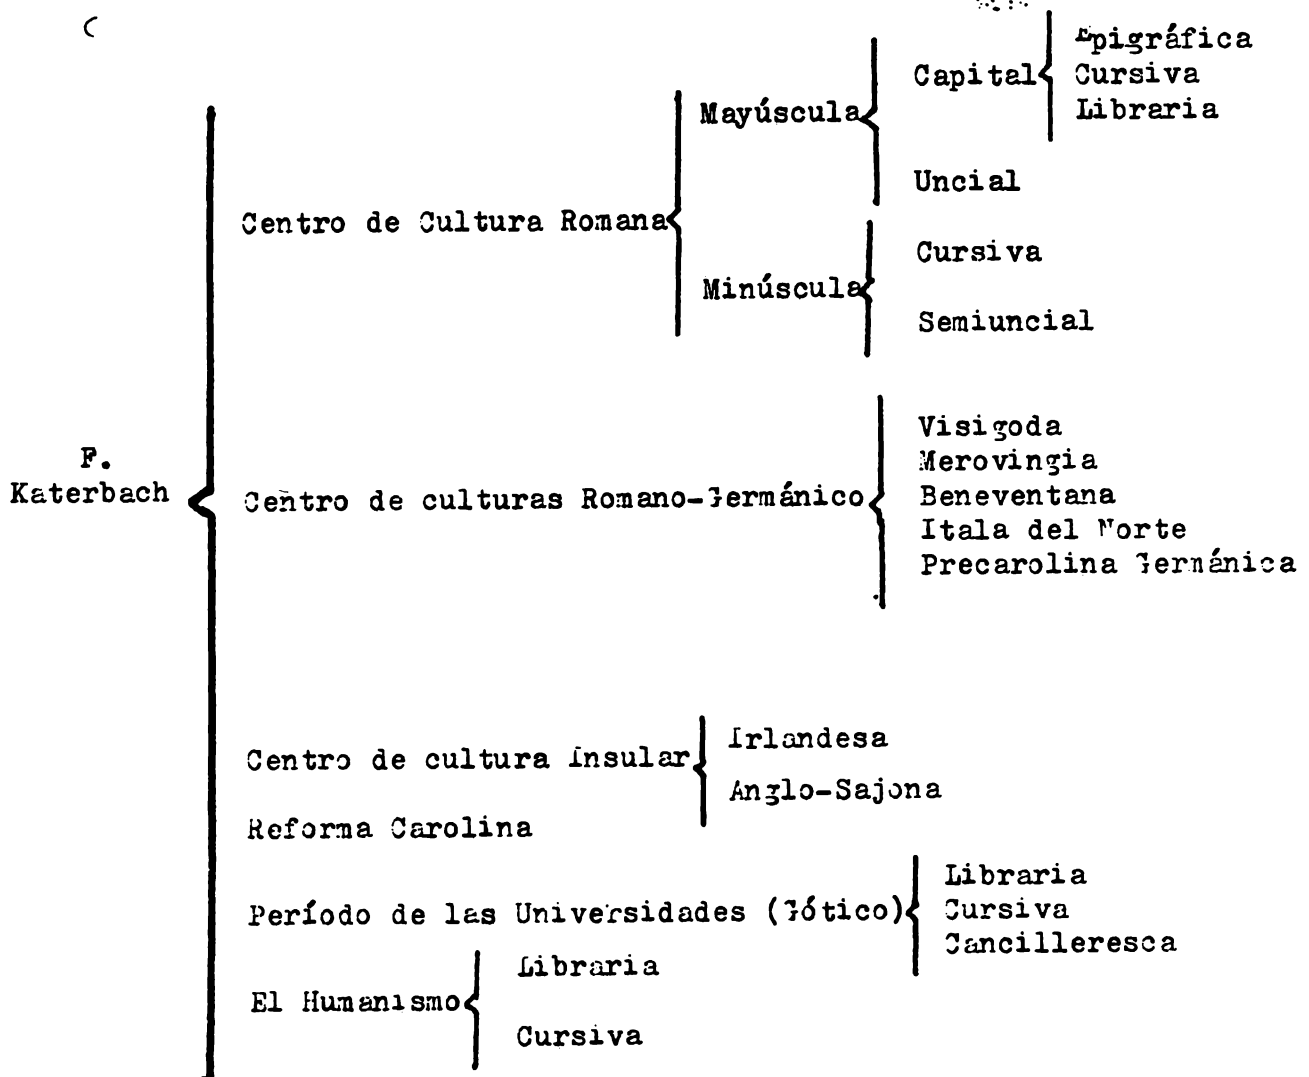 F.
Katerbach
Centro de Cultura Romana
Mayúscula
Capital
Epigráfica
Cursiva
Libraria
Uncial
Minúscula
Cursiva
Semiuncial
Centro de culturas Romano-Germánico
Visigoda
Merovingia
Beneventana
Itala del Norte
Precarolina Germánica
Centro de cultura Insular
Irlandesa
Anglo-Sajona
Reforma Carolina
Período de las Universidades (Gótico)
Libraria
Cursiva
Cancilleresca
El Humanismo
Libraria
Cursiva